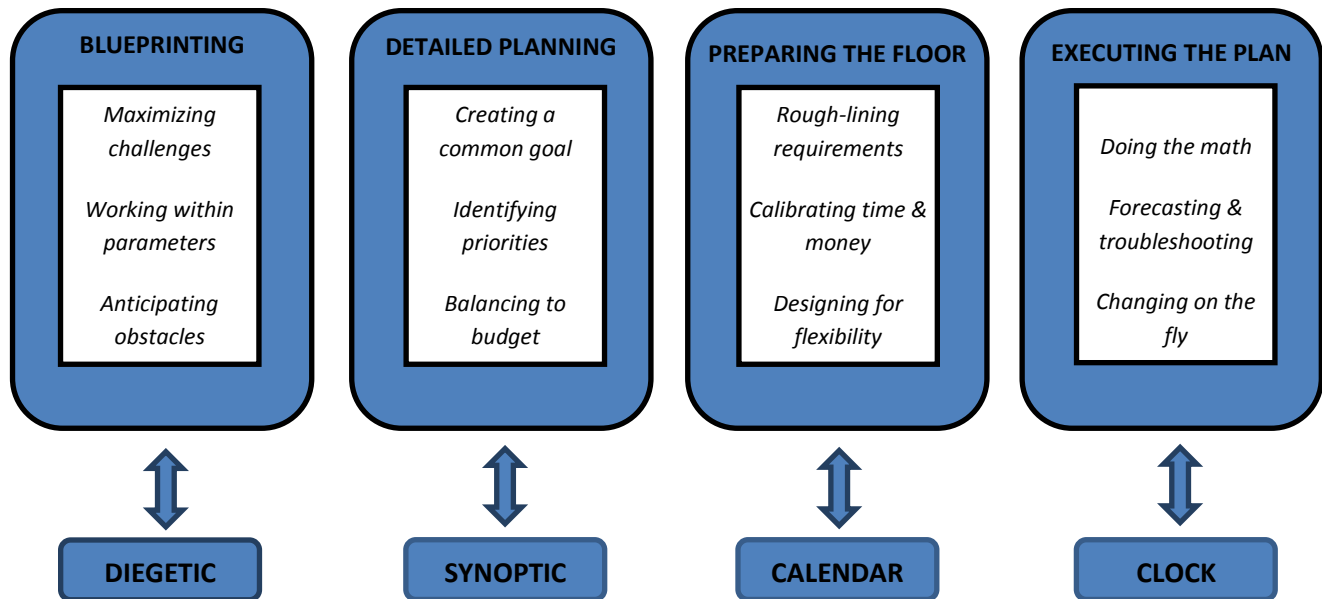 BLUEPRINTING
Maximizing
challenges
Working within
parameters
Anticipating
obstacles
DIEGETIC
DETAILED PLANNING
Creating a
common goal
Identifying
priorities
Balancing to
budget
SYNOPTIC
PREPARING THE FLOOR
Rough-lining
requirements
Calibrating time &
money
Designing for
flexibility
CALENDAR
EXECUTING THE PLAN
Doing the math
Forecasting &
troubleshooting
Changing on the
fly
CLOCK